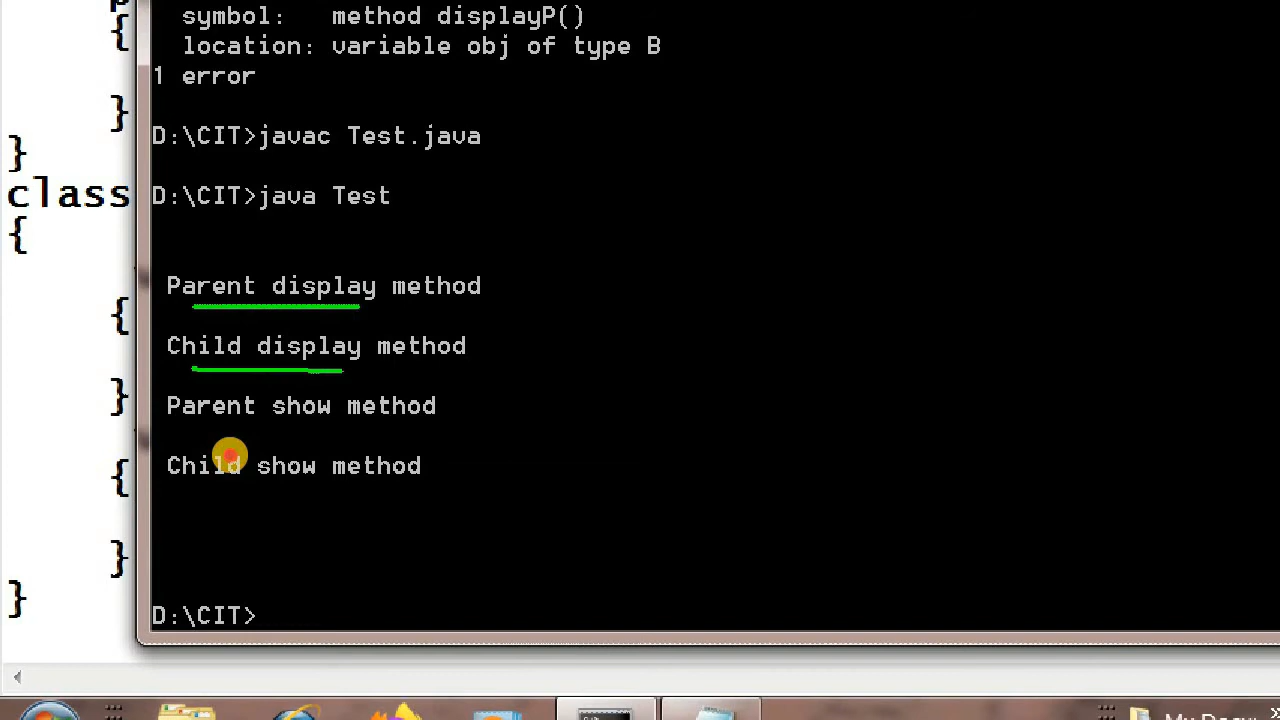 symbol:   method displayP()
location: variable obj of type B
1 error
D:\CIT>javac Test.java
D:\CIT>java Test
Parent display method
Child display method
Parent show method
Child show method
D:\CIT>
{
}
}
class
{
{
}
{
}
}